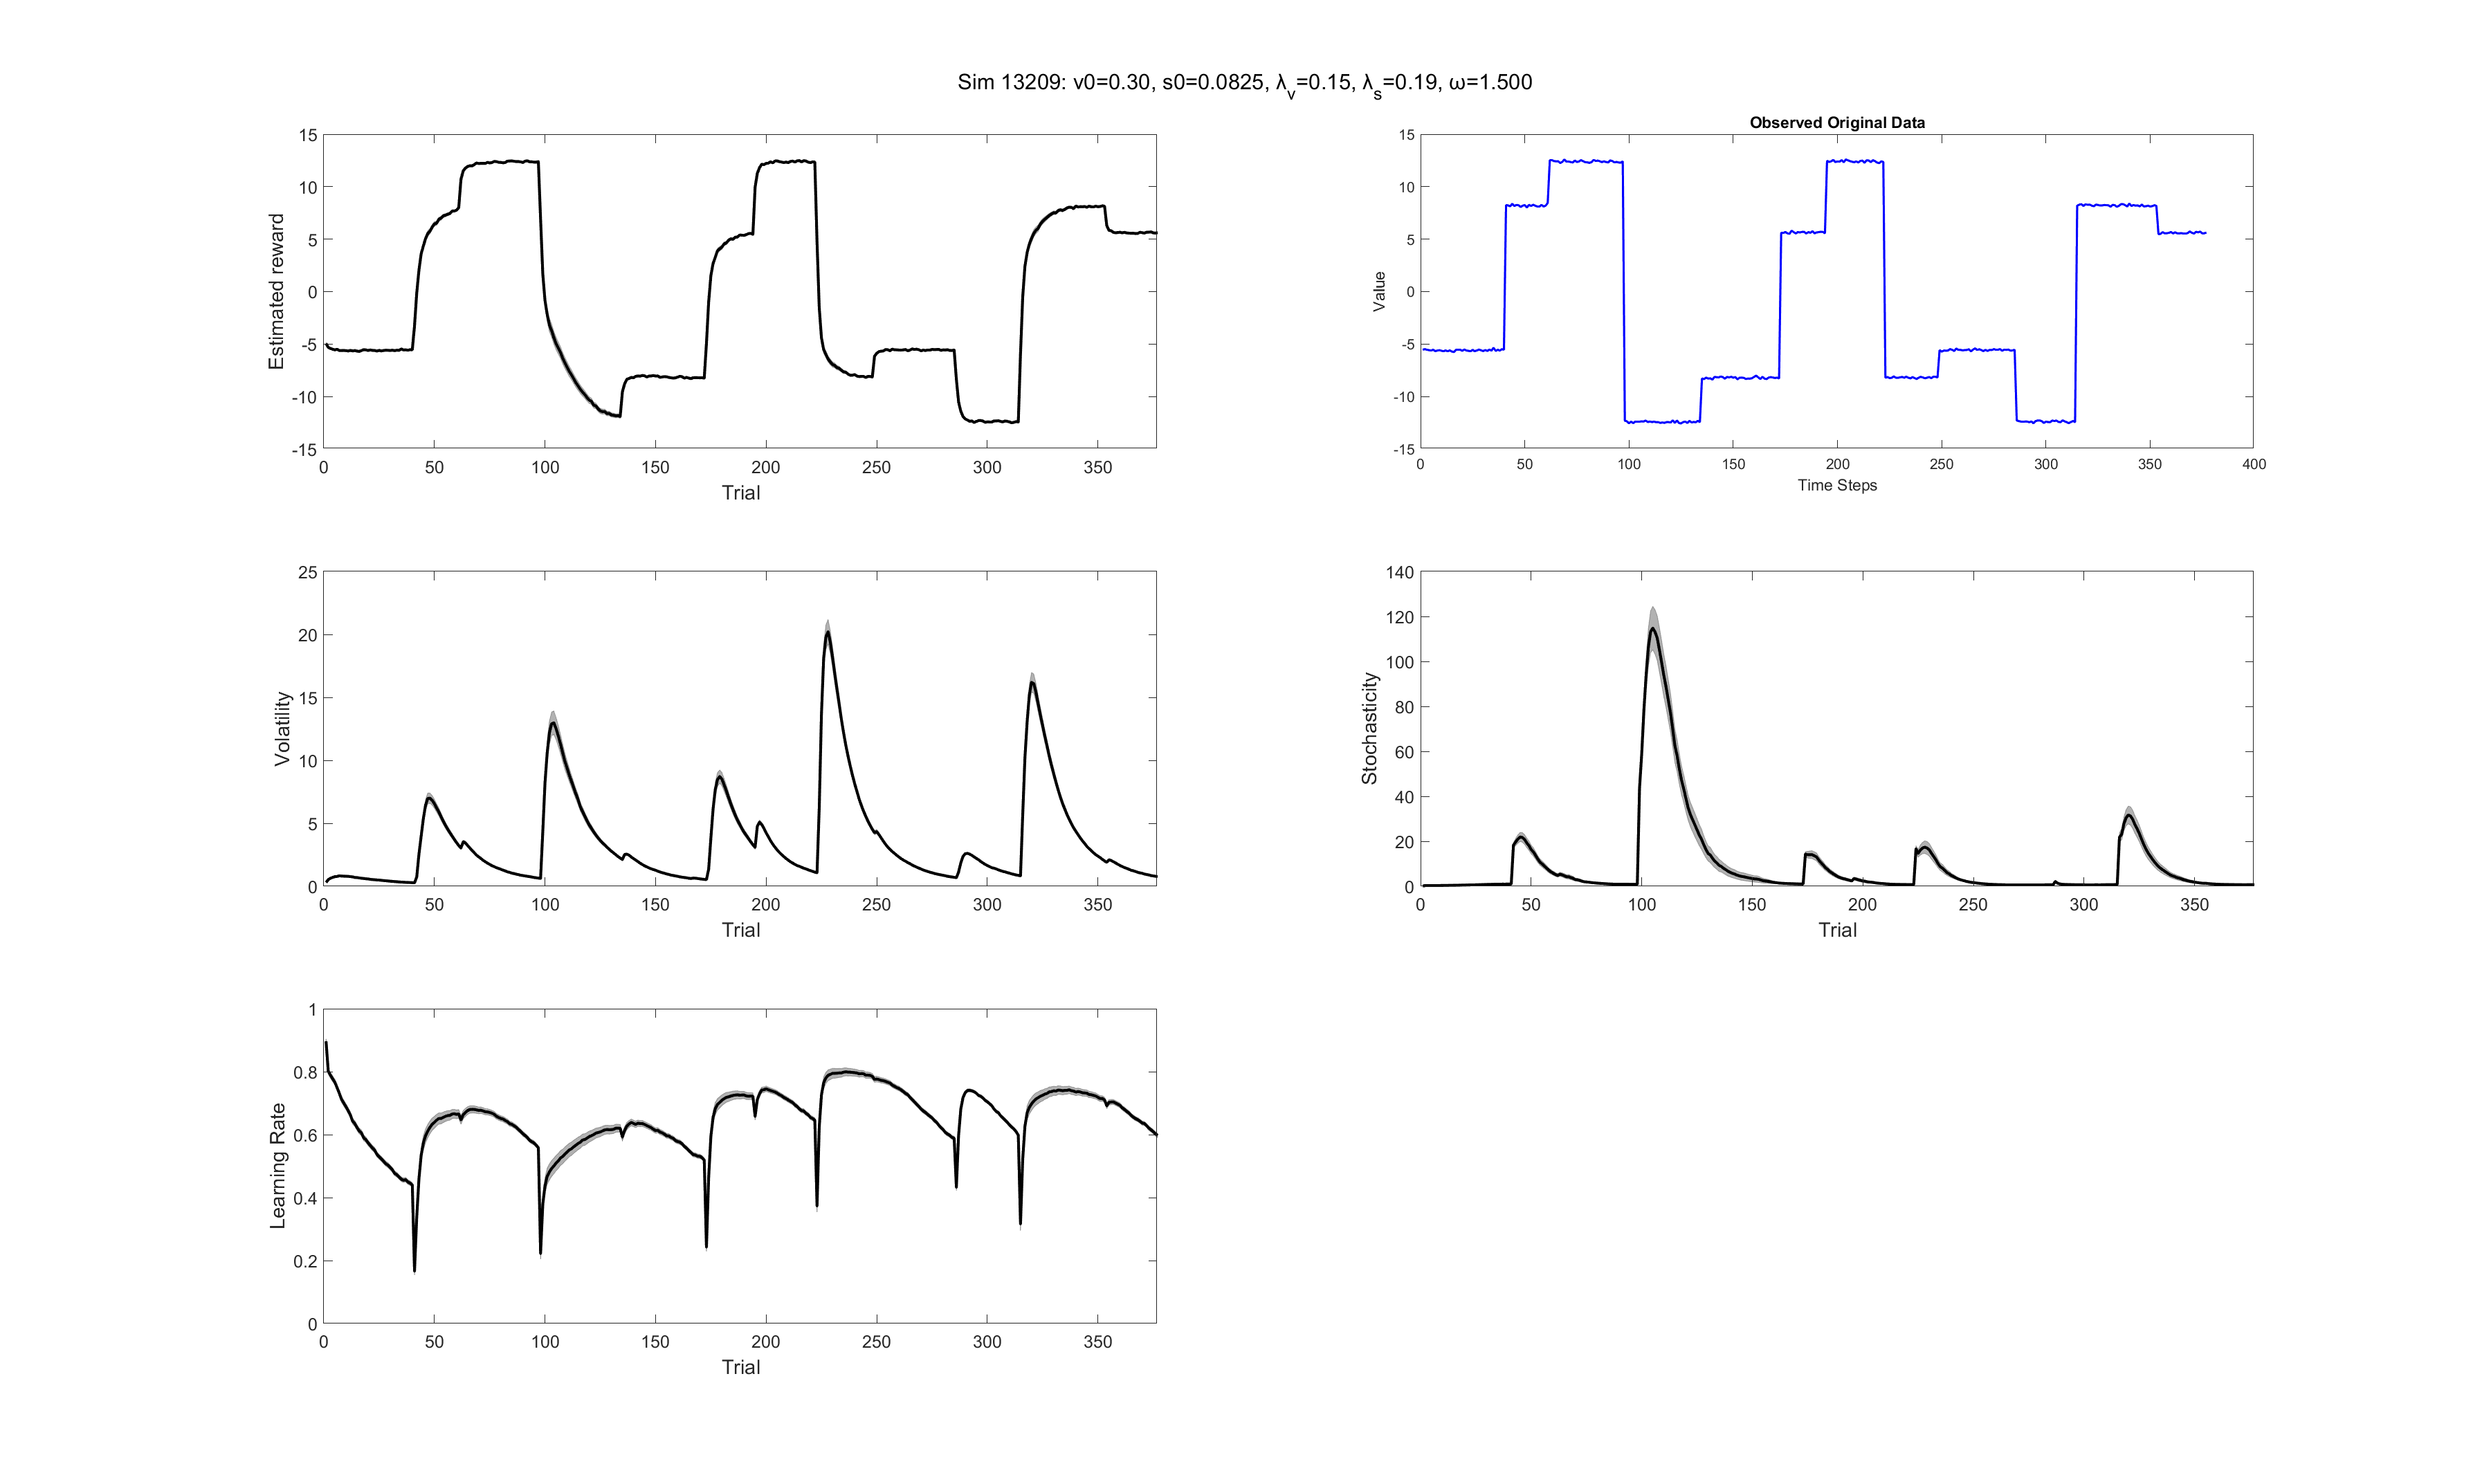 Sim 13209: v0=0.30, s0=0.0825, λv=0.15, λs=0.19, ω=1.500
Estimated reward
15
10
5
0
-5
-10
-15
0 50 100 150 200 250 300 350
Trial
Observed Original Data
Value
15
10
5
0
-5
-10
-15
0 50 100 150 200 250 300 350 400
Time Steps
Volatility
25
20
15
10
5
0
0 50 100 150 200 250 300 350
Trial
Stochasticity
140
120
100
80
60
40
20
0
0 50 100 150 200 250 300 350
Trial
Learning Rate
1
0.8
0.6
0.4
0.2
0
0 50 100 150 200 250 300 350
Trial